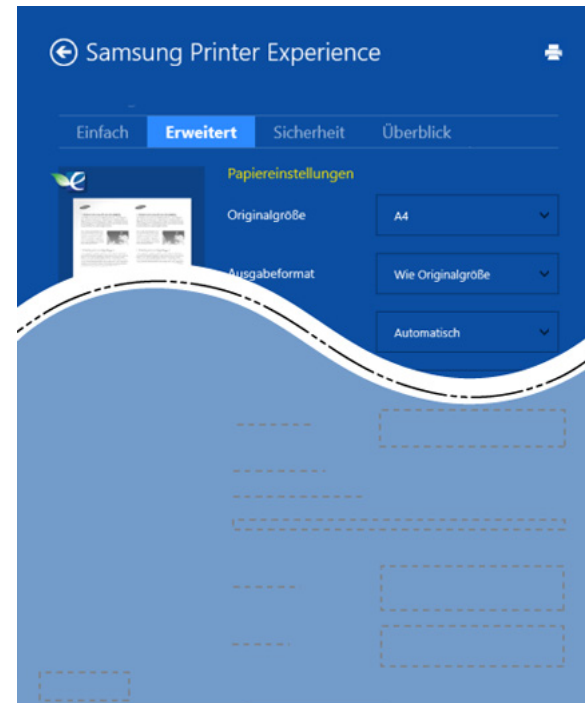 Samsung Printer Experience
Einfach Erweitert Sicherheit Überblick
Papiereinstellungen
Originalgröße A4
Ausgabeformat Wie Originalgröße
Automatisch